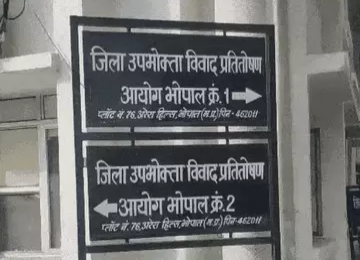 जिला उपभोक्ता विवाद प्रतितोषण
आयोग भोपाल क्रं.1
प्लॉट नं. 76, अरेरा हिल्स, भोपाल (म.प्र.) पिन - 462011
जिला उपभोक्ता विवाद प्रतितोषण
आयोग भोपाल क्रं.2
प्लॉट नं. 76, अरेरा हिल्स, भोपाल (म.प्र.) पिन - 462011